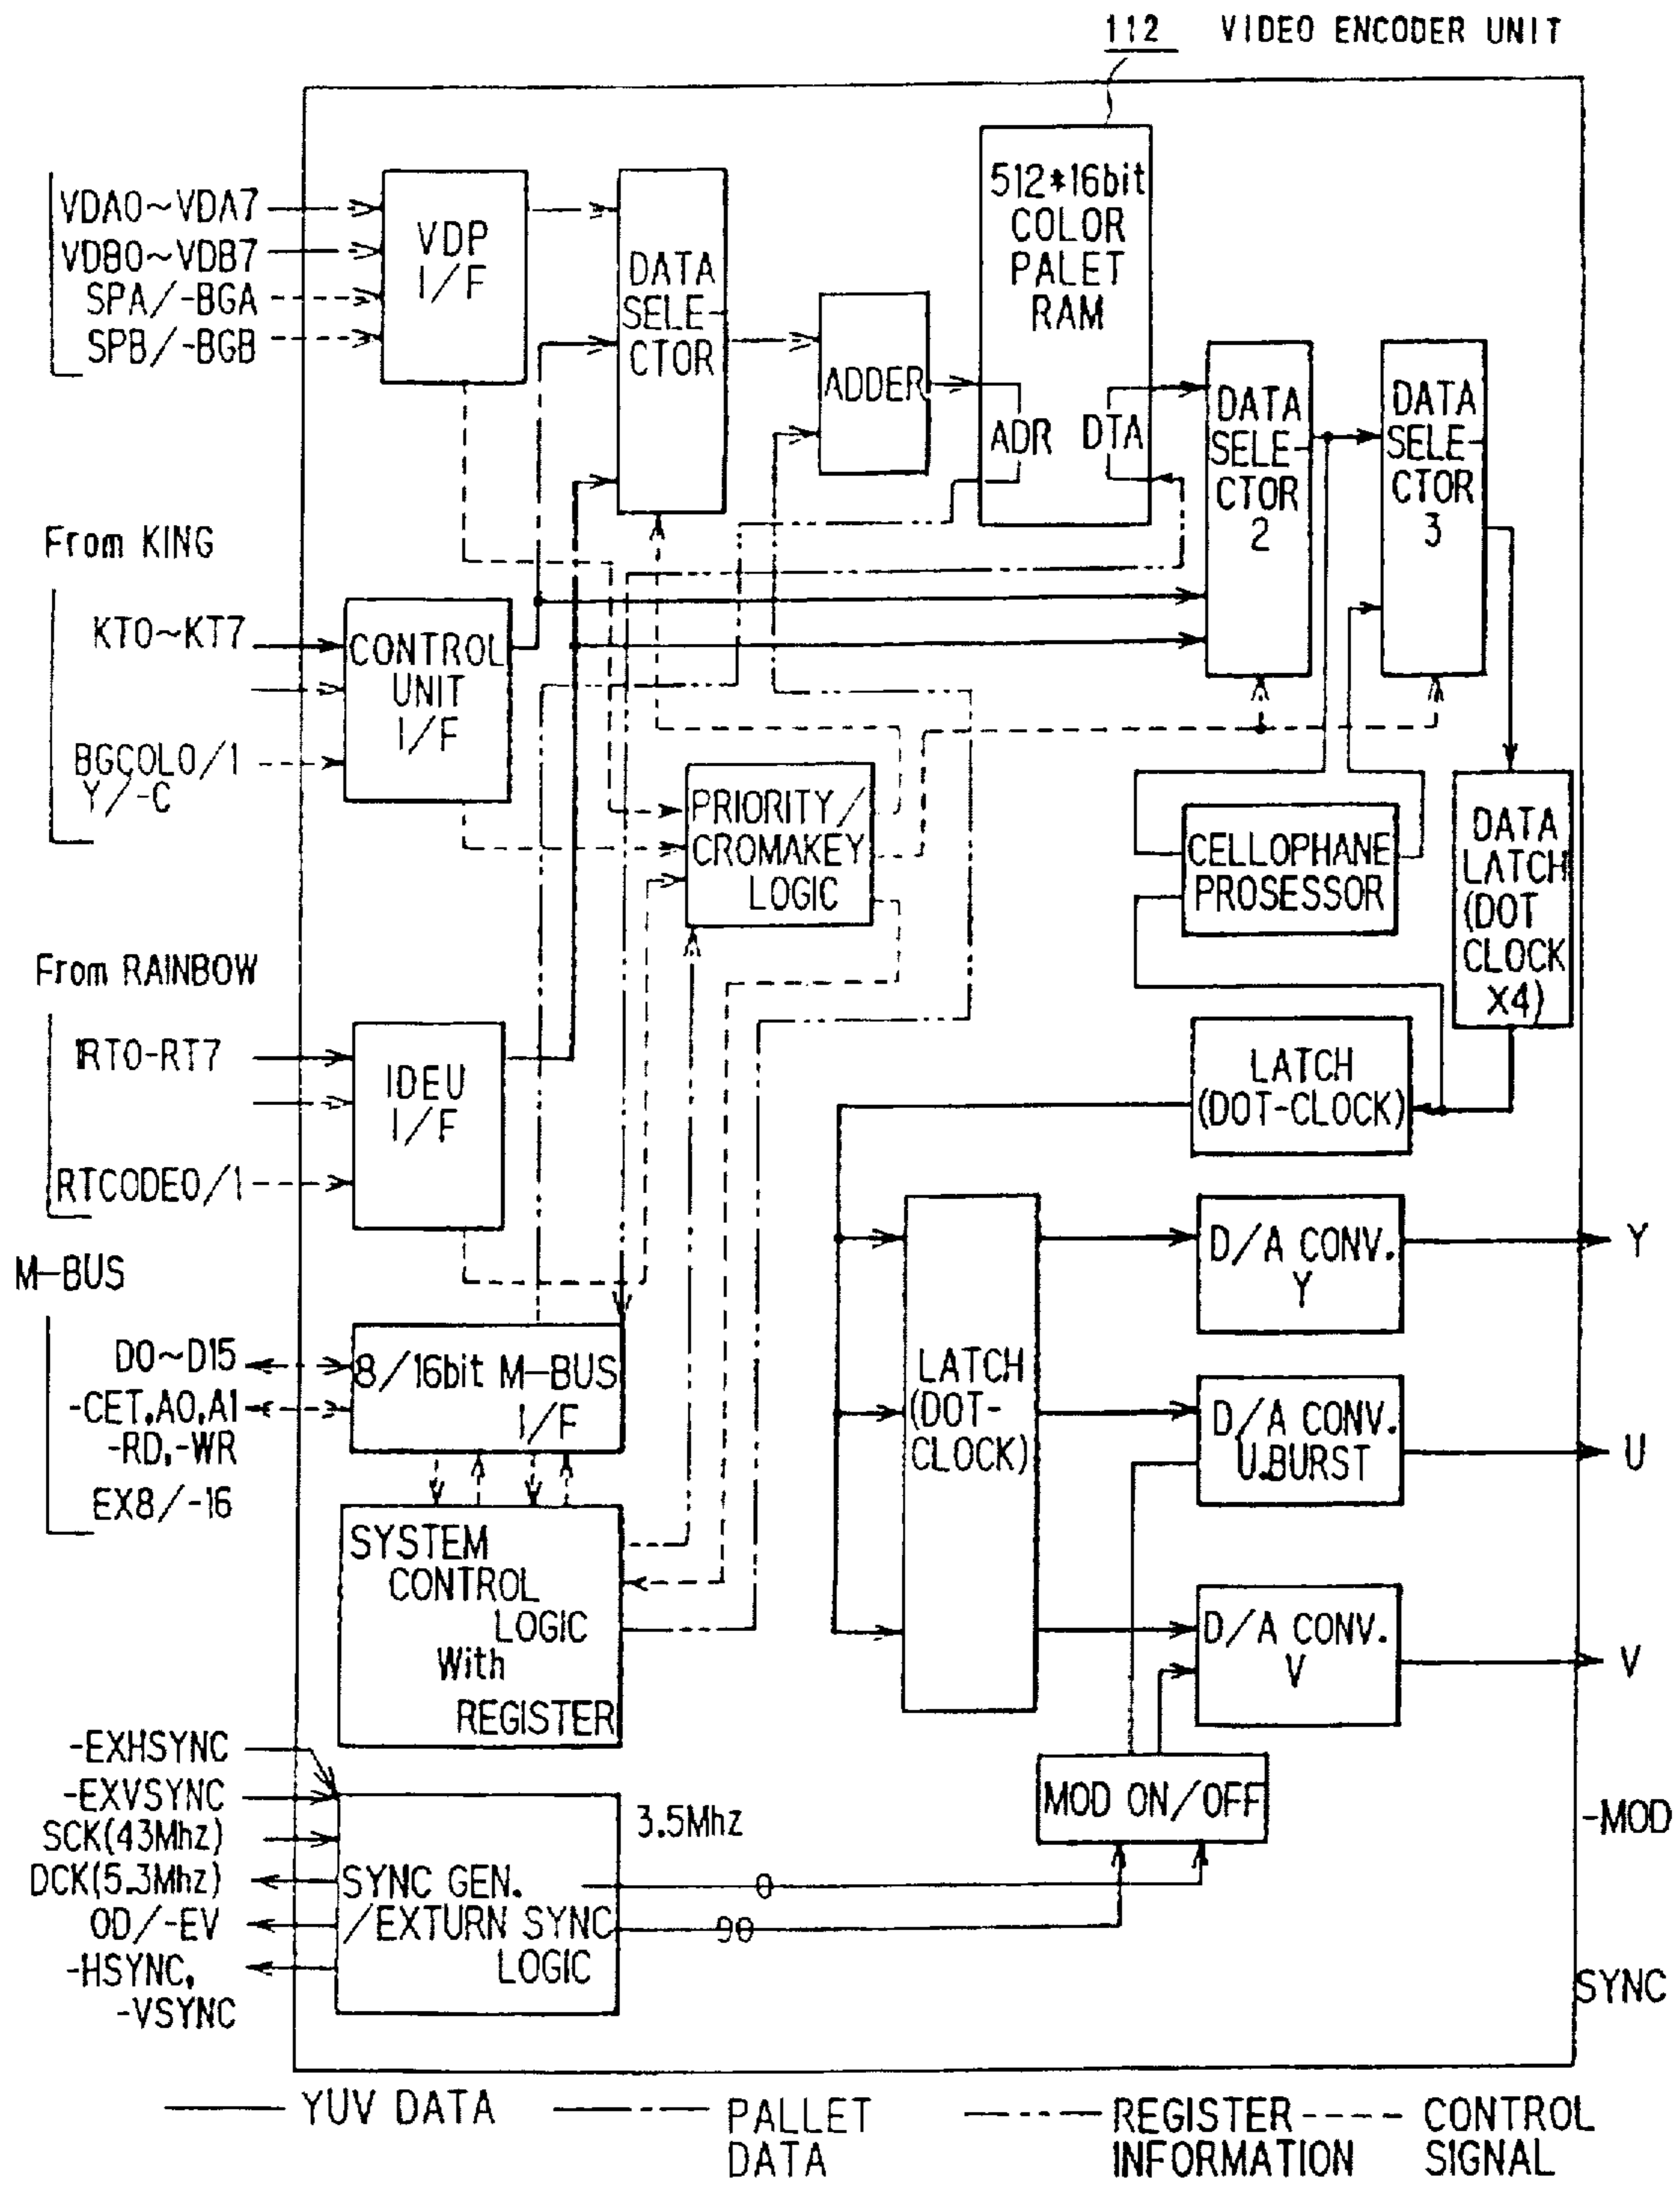 112 VIDEO ENCODER UNIT
VDA0~VDA7
VDB0~VDB7
SPA/-BGA
SPB/-BGB
VDP
I/F
DATA
SELE-
CTOR
ADDER
512*16bit
COLOR
PALET
RAM
ADR DTA
DATA
SELE-
CTOR
2
DATA
SELE-
CTOR
3
From KING
KT0~KT7
BGCOL0/1
Y/-C
CONTROL
UNIT
I/F
PRIORITY/
CROMAKEY
LOGIC
CELLOPHANE
PROSESSOR
DATA
LATCH
(DOT
CLOCK
X4)
From RAINBOW
RT0-RT7
RTCODE0/1
IDEU
I/F
LATCH
(DOT-CLOCK)
M-BUS
D0~D15
-CET,A0,A1
-RD,-WR
EX8/-16
8/16bit M-BUS
I/F
LATCH
(DOT-
CLOCK)
D/A CONV.
Y
Y
D/A CONV.
U.BURST
U
D/A CONV.
V
V
SYSTEM
CONTROL
LOGIC
With
REGISTER
MOD ON/OFF
-MOD
-EXHSYNC
-EXVSYNC
SCK(43Mhz)
DCK(5.3Mhz)
OD/-EV
-HSYNC,
-VSYNC
SYNC GEN.
/EXTURN SYNC
LOGIC
3.5Mhz
0
90
SYNC
YUV DATA
PALLET
DATA
REGISTER
INFORMATION
CONTROL
SIGNAL